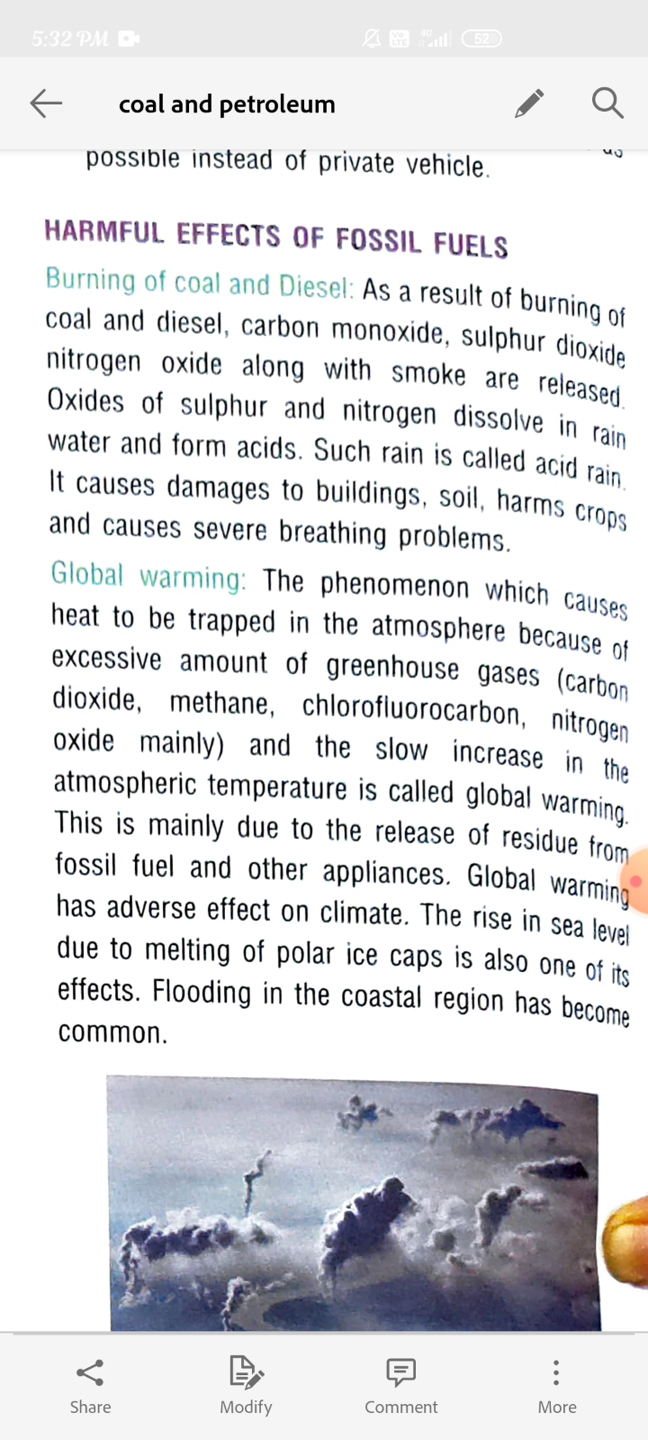 5:32 PM
52
coal and petroleum
possible instead of private vehicle.
HARMFUL EFFECTS OF FOSSIL FUELS
Burning of coal and Diesel: As a result of burning of
coal and diesel, carbon monoxide, sulphur dioxide
nitrogen oxide along with smoke are released.
Oxides of sulphur and nitrogen dissolve in rain
water and form acids. Such rain is called acid rain.
It causes damages to buildings, soil, harms crops
and causes severe breathing problems.
Global warming: The phenomenon which causes
heat to be trapped in the atmosphere because of
excessive amount of greenhouse gases (carbon
dioxide, methane, chlorofluorocarbon, nitrogen
oxide mainly) and the slow increase in the
atmospheric temperature is called global warming.
This is mainly due to the release of residue from
fossil fuel and other appliances. Global warming
has adverse effect on climate. The rise in sea level
due to melting of polar ice caps is also one of its
effects. Flooding in the coastal region has become
common.
Share
Modify
Comment
More